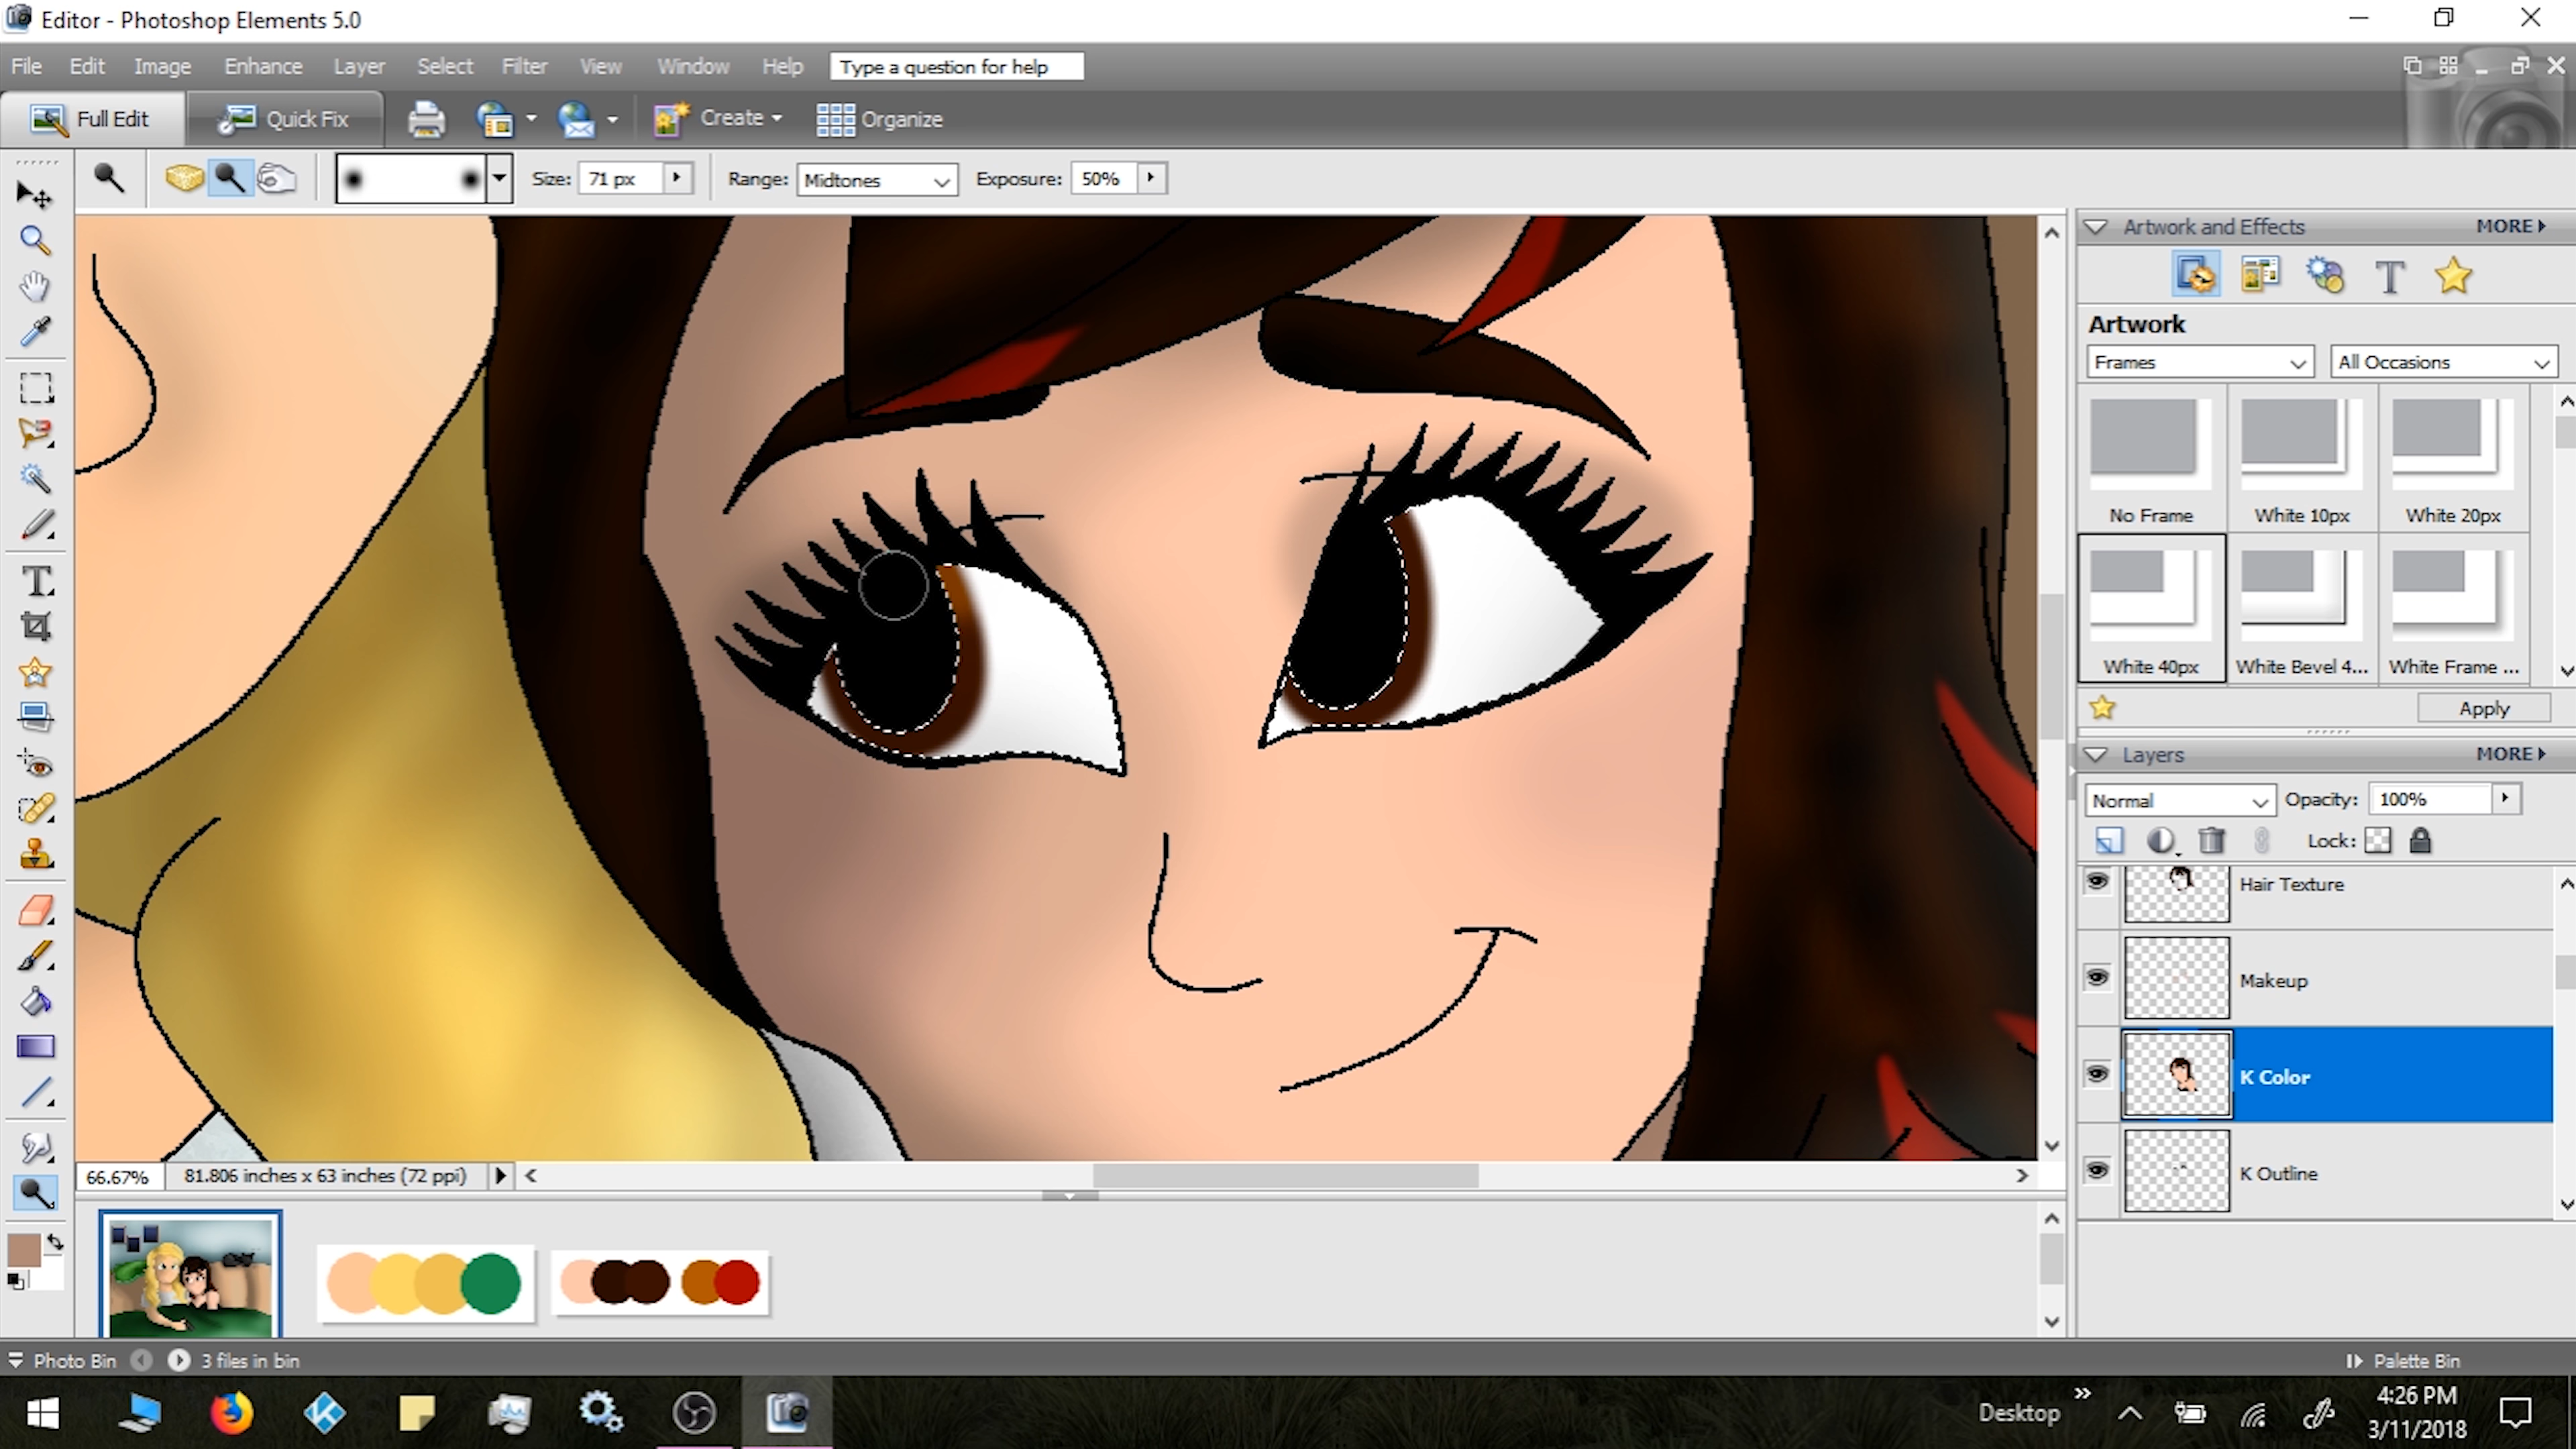 Editor - Photoshop Elements 5.0
File Edit Image Enhance Layer Select Filter View Window Help Type a question for help
Full Edit Quick Fix Create Organize
Size: 71 px Range: Midtones Exposure: 50%
Artwork and Effects MORE
T
Artwork
Frames All Occasions
No Frame White 10px White 20px
White 40px White Bevel 4... White Frame ...
Apply
Layers MORE
Normal Opacity: 100%
Lock:
Hair Texture
Makeup
K Color
K Outline
T
66.67% 81.806 inches x 63 inches (72 ppi)
Photo Bin 3 files in bin Palette Bin
Desktop
4:26 PM
3/11/2018